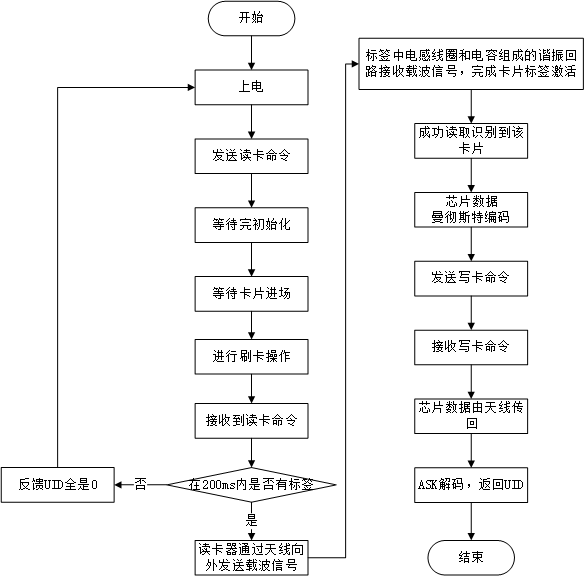 开始
上电
发送读卡命令
等待完初始化
等待卡片进场
进行刷卡操作
接收到读卡命令
在200ms内是否有标签
否
反馈UID全是0
是
读卡器通过天线向
外发送载波信号
标签中电感线圈和电容组成的谐振回
路接收载波信号，完成卡片标签激活
成功读取识别到该
卡片
芯片数据
曼彻斯特编码
发送写卡命令
接收写卡命令
芯片数据由天线传
回
ASK解码，返回UID
结束